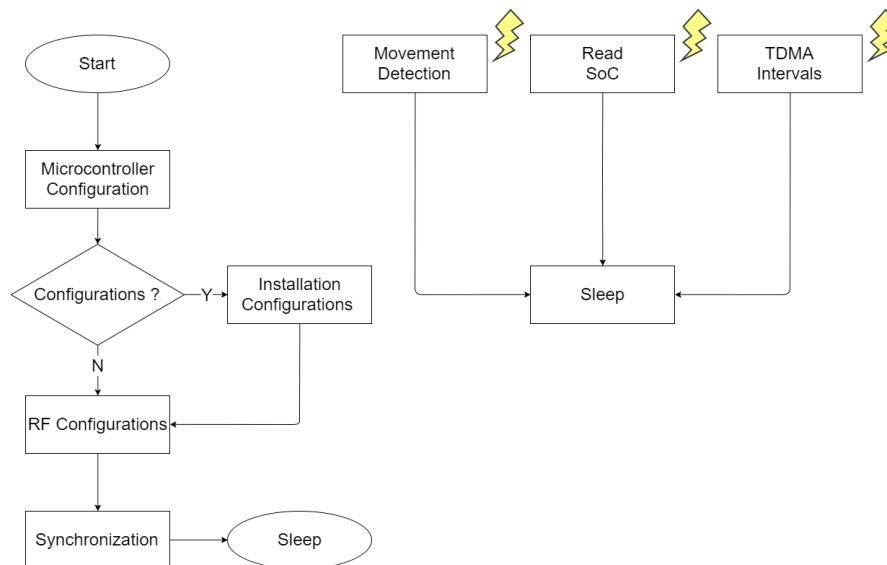 Start
Microcontroller
Configuration
Configurations ?
Y
Installation
Configurations
N
RF Configurations
Synchronization
Sleep
Movement
Detection
Read
SoC
TDMA
Intervals
Sleep